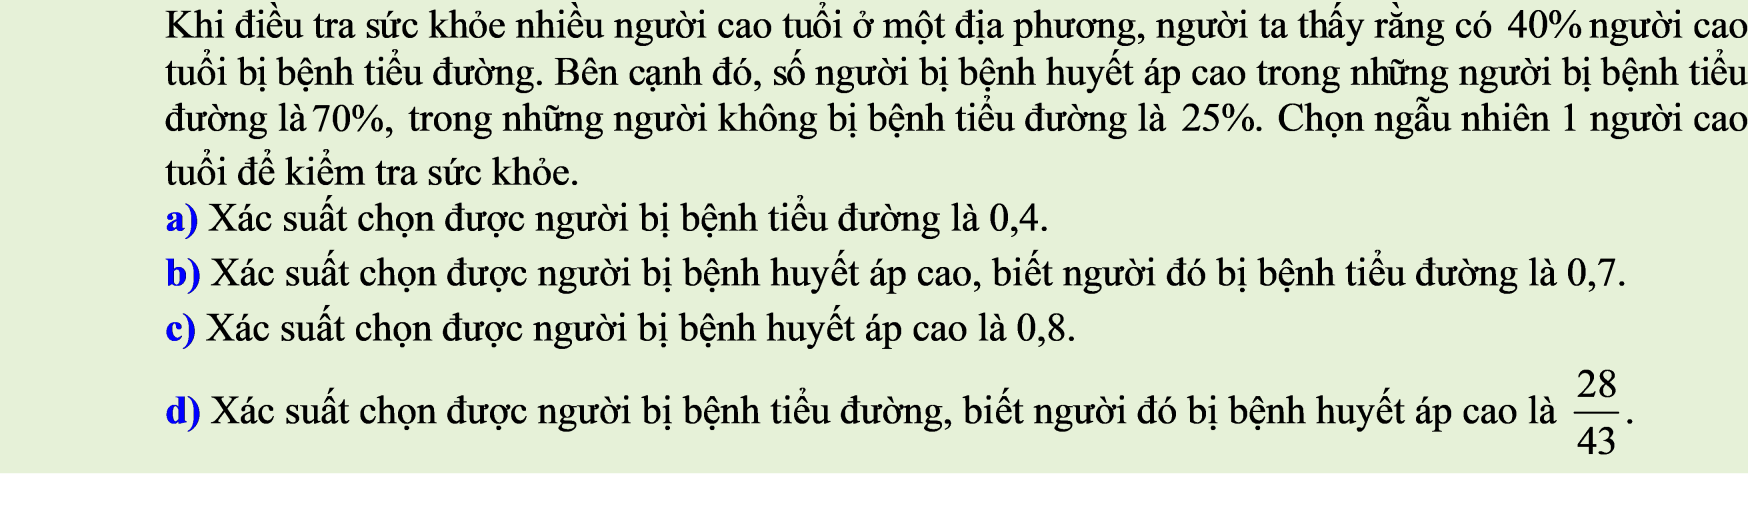 Khi điều tra sức khỏe nhiều người cao tuổi ở một địa phương, người ta thấy rằng có 40% người cao
tuổi bị bệnh tiểu đường. Bên cạnh đó, số người bị bệnh huyết áp cao trong những người bị bệnh tiểu
đường là 70%, trong những người không bị bệnh tiểu đường là 25%. Chọn ngẫu nhiên 1 người cao
tuổi để kiểm tra sức khỏe.
a) Xác suất chọn được người bị bệnh tiểu đường là 0,4.
b) Xác suất chọn được người bị bệnh huyết áp cao, biết người đó bị bệnh tiểu đường là 0,7.
c) Xác suất chọn được người bị bệnh huyết áp cao là 0,8.
d) Xác suất chọn được người bị bệnh tiểu đường, biết người đó bị bệnh huyết áp cao là 28/43.